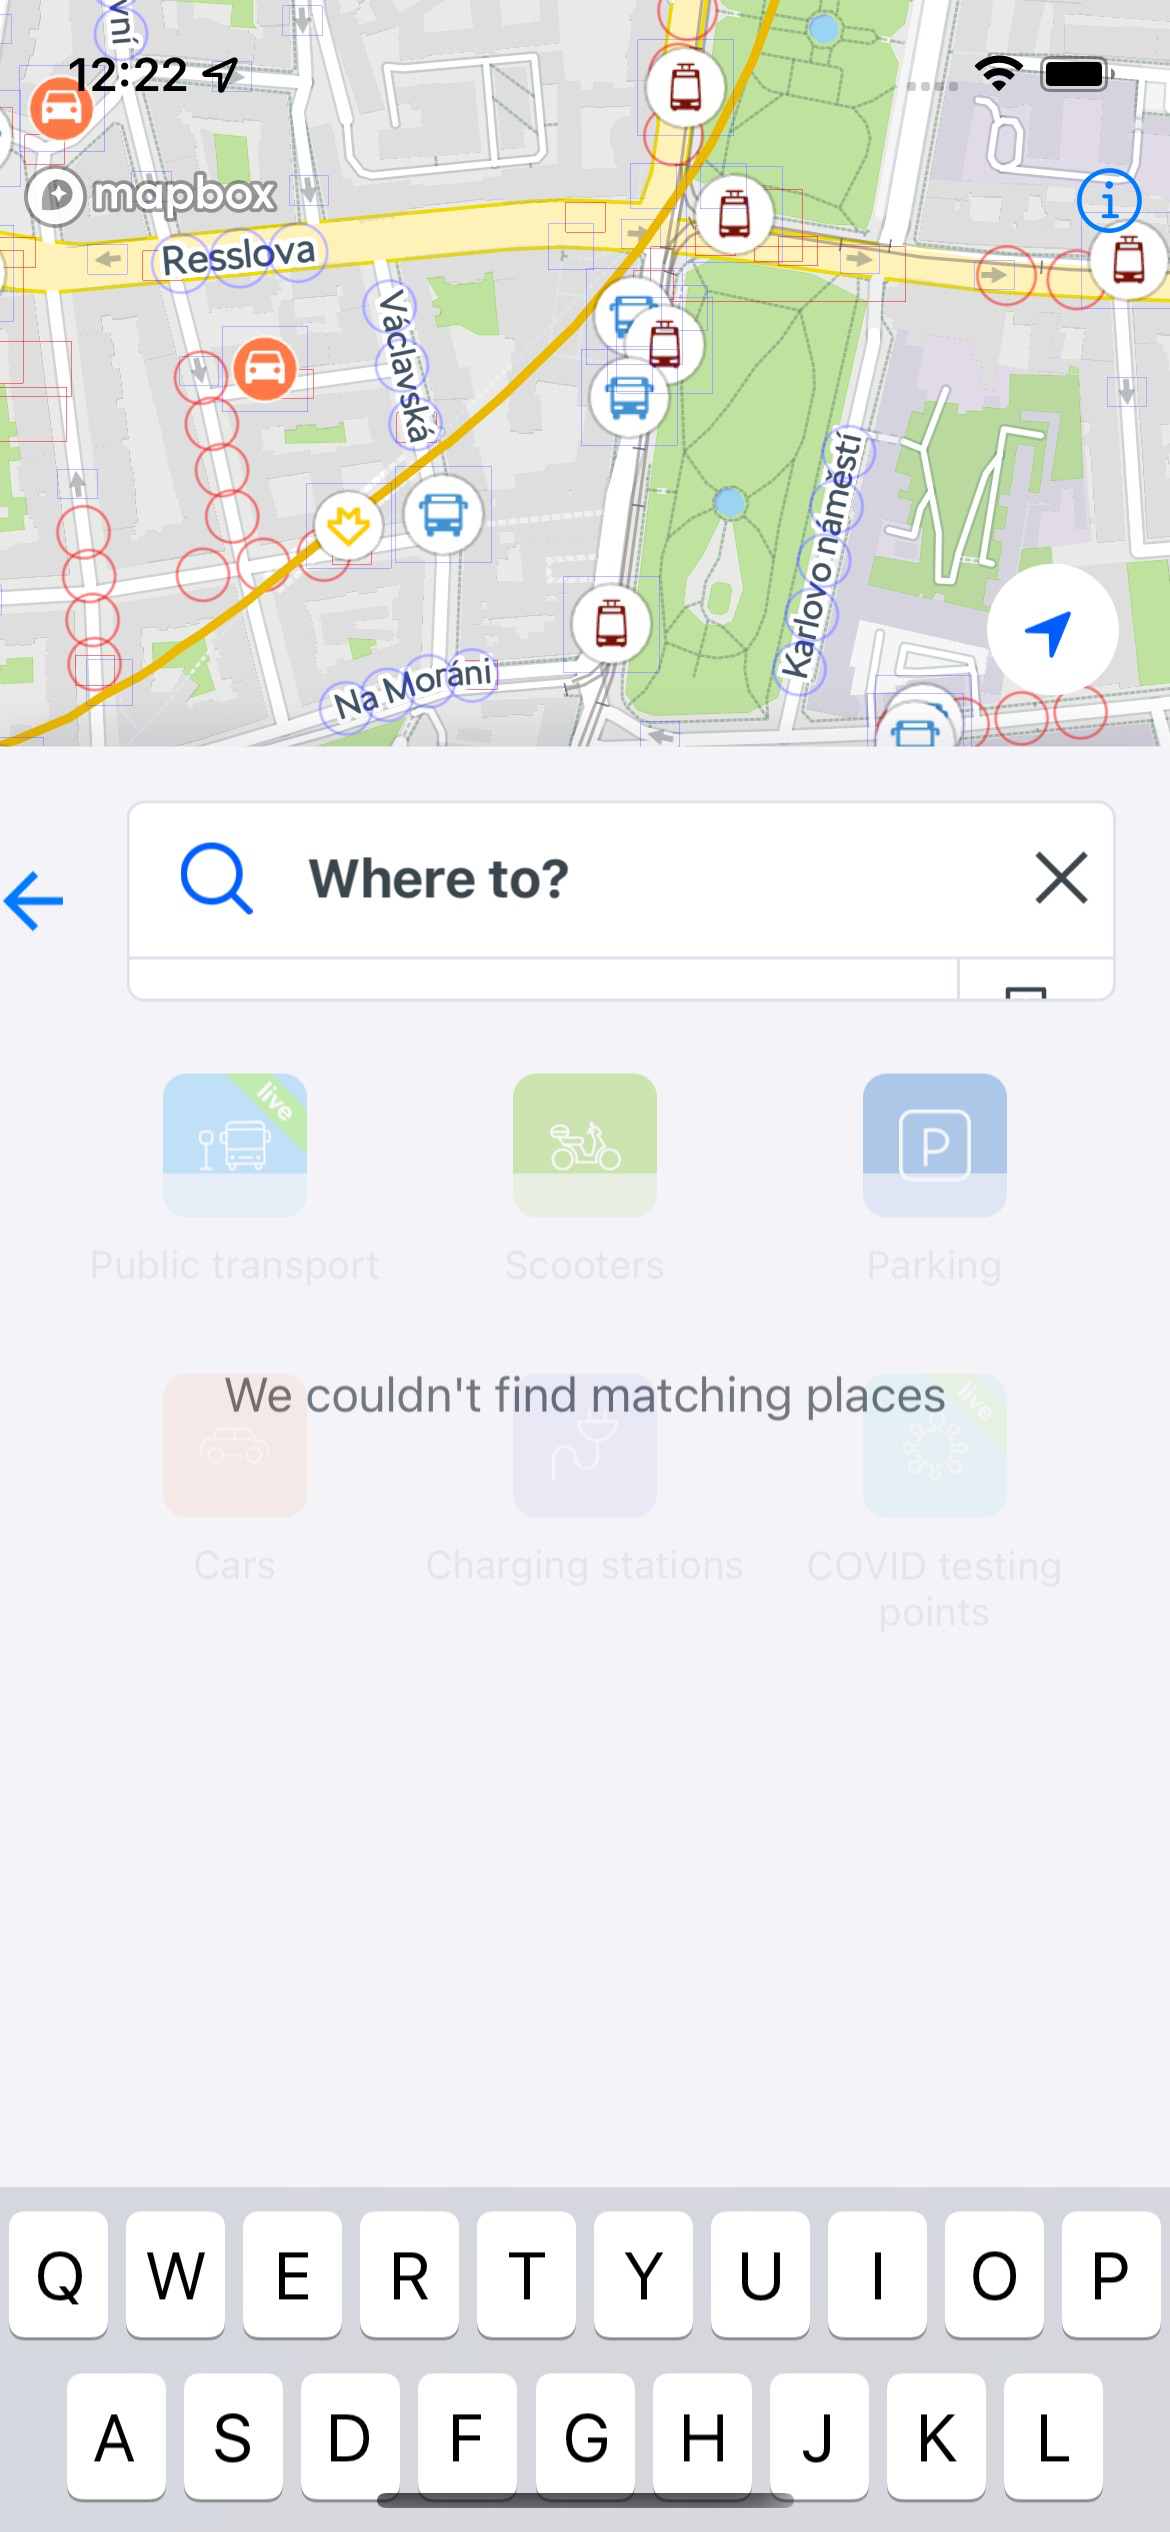 vní
12:22
mapbox
Resslova
Václavská
Karlovo náměstí
Na Moráni
Where to?
live
P
Public transport
Scooters
Parking
We couldn't find matching places
live
Cars
Charging stations
COVID testing
points
Q W E R T Y U I O P
A S D F G H J K L